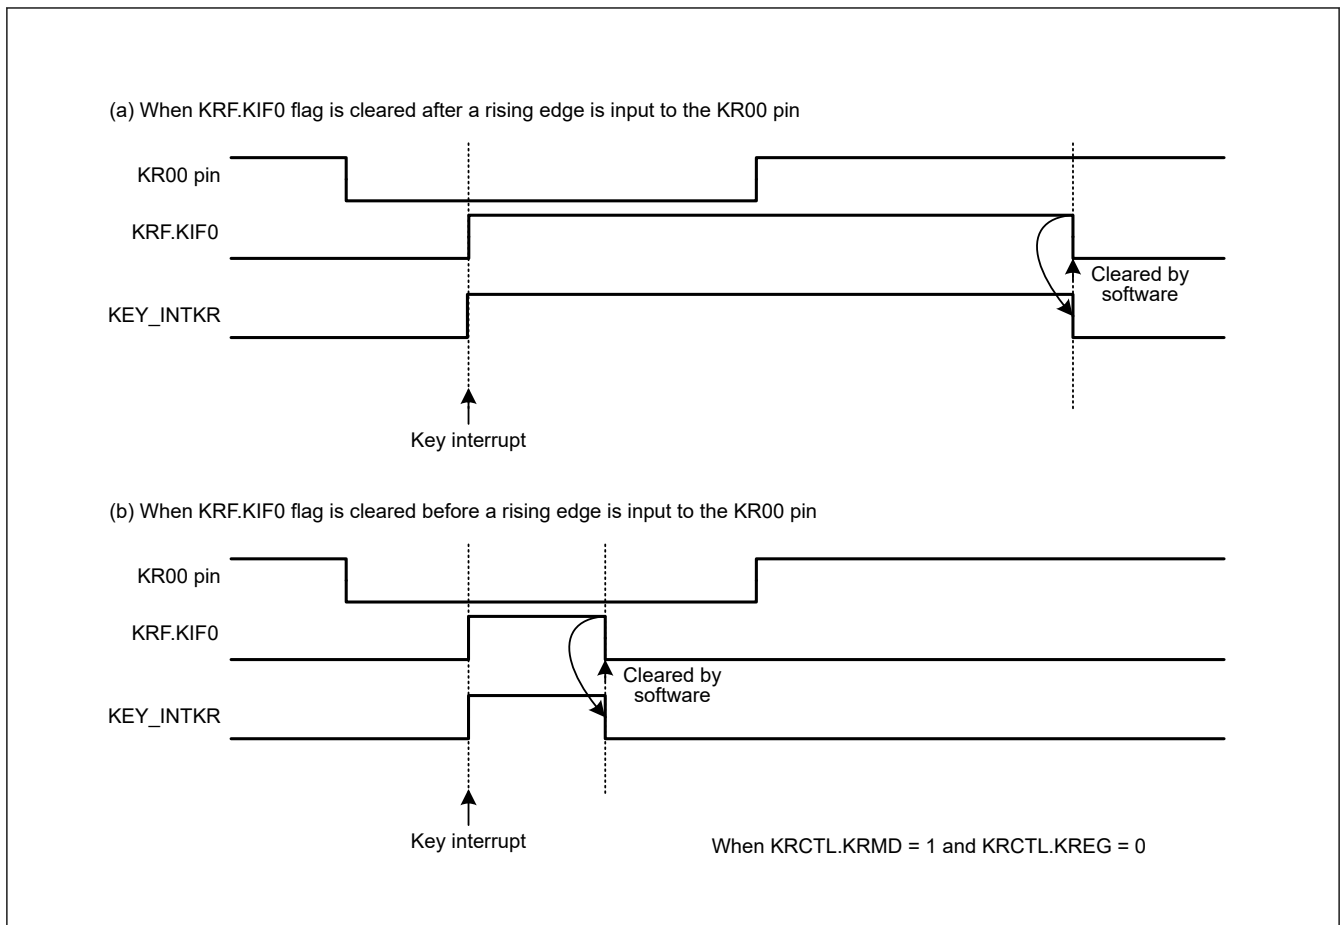 (a) When KRF.KIF0 flag is cleared after a rising edge is input to the KR00 pin
KR00 pin
KRF.KIF0
Cleared by
software
KEY_INTKR
Key interrupt
(b) When KRF.KIF0 flag is cleared before a rising edge is input to the KR00 pin
KR00 pin
KRF.KIF0
Cleared by
software
KEY_INTKR
Key interrupt
When KRCTL.KRMD = 1 and KRCTL.KREG = 0